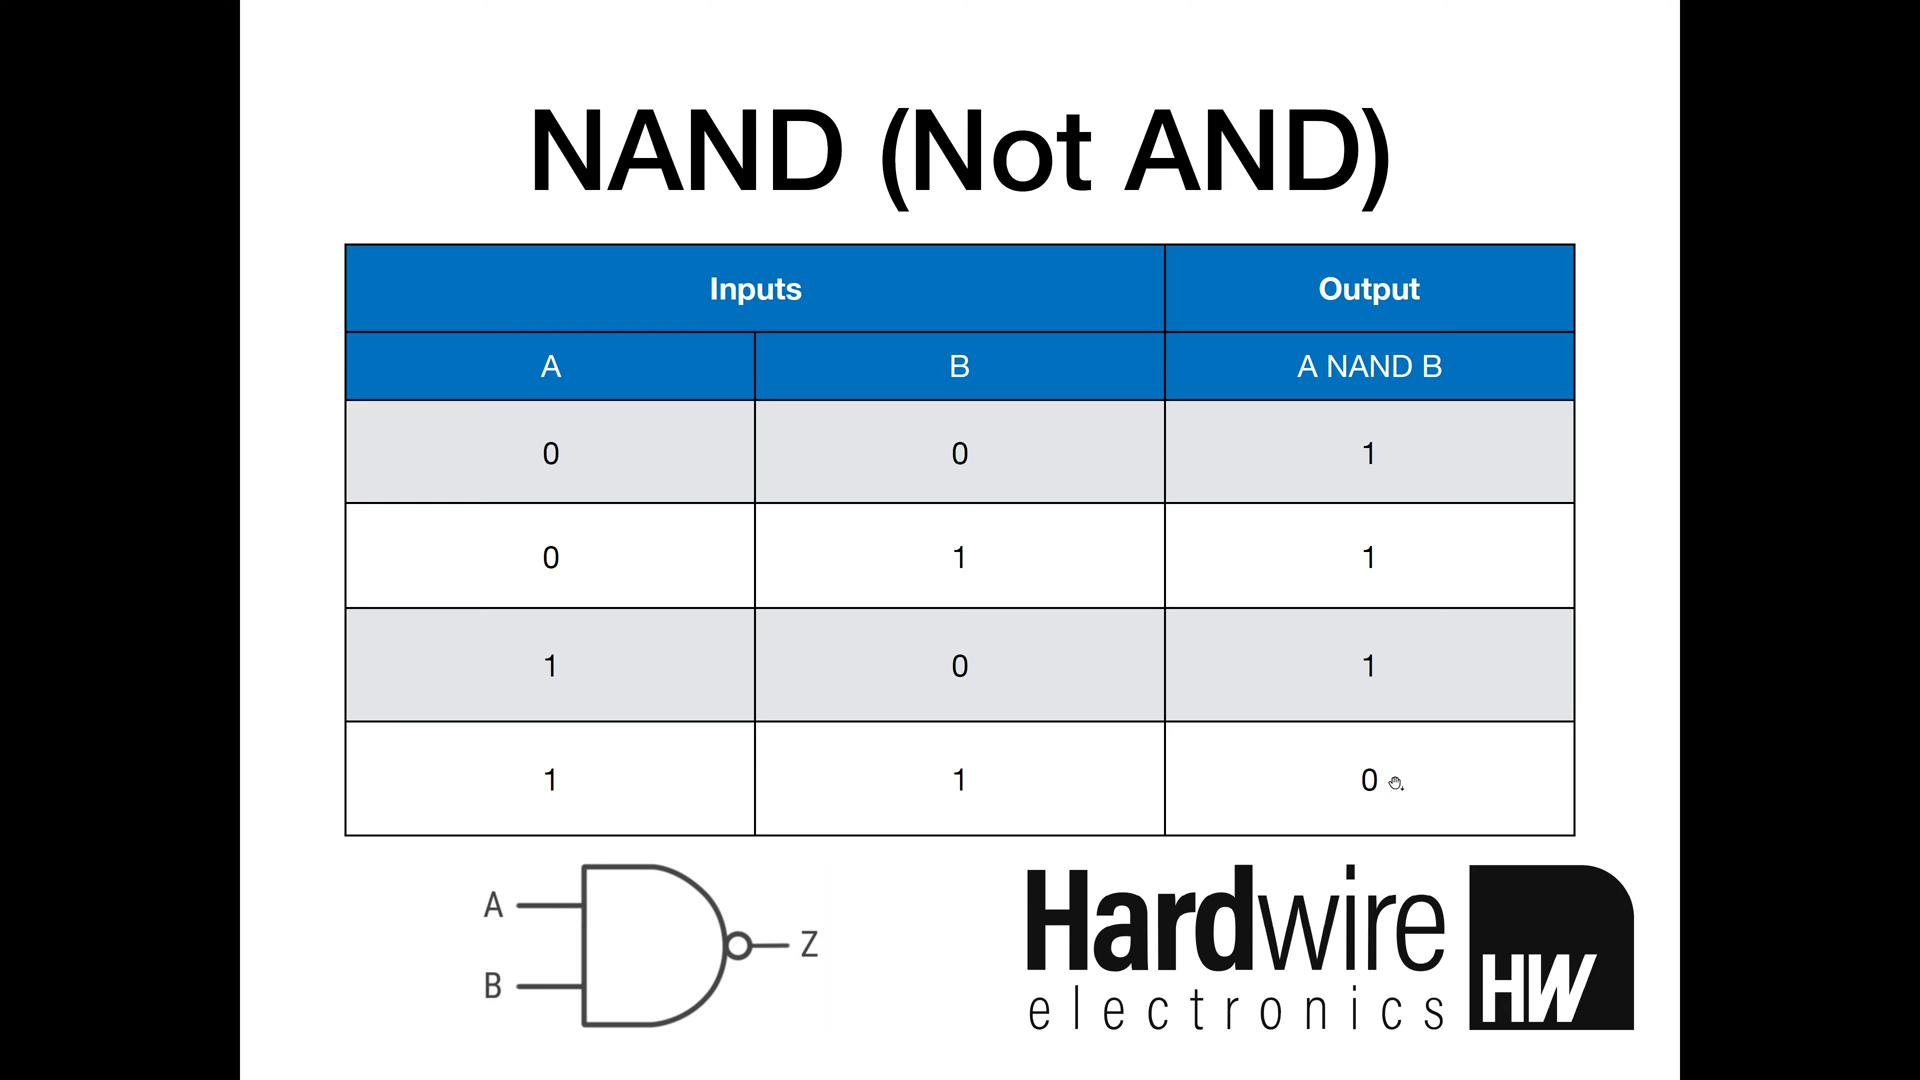 NAND (Not AND)
Inputs Output
A B A NAND B
0 0 1
0 1 1
1 0 1
1 1 0
A
B
Z
Hardwire
electronics
HW